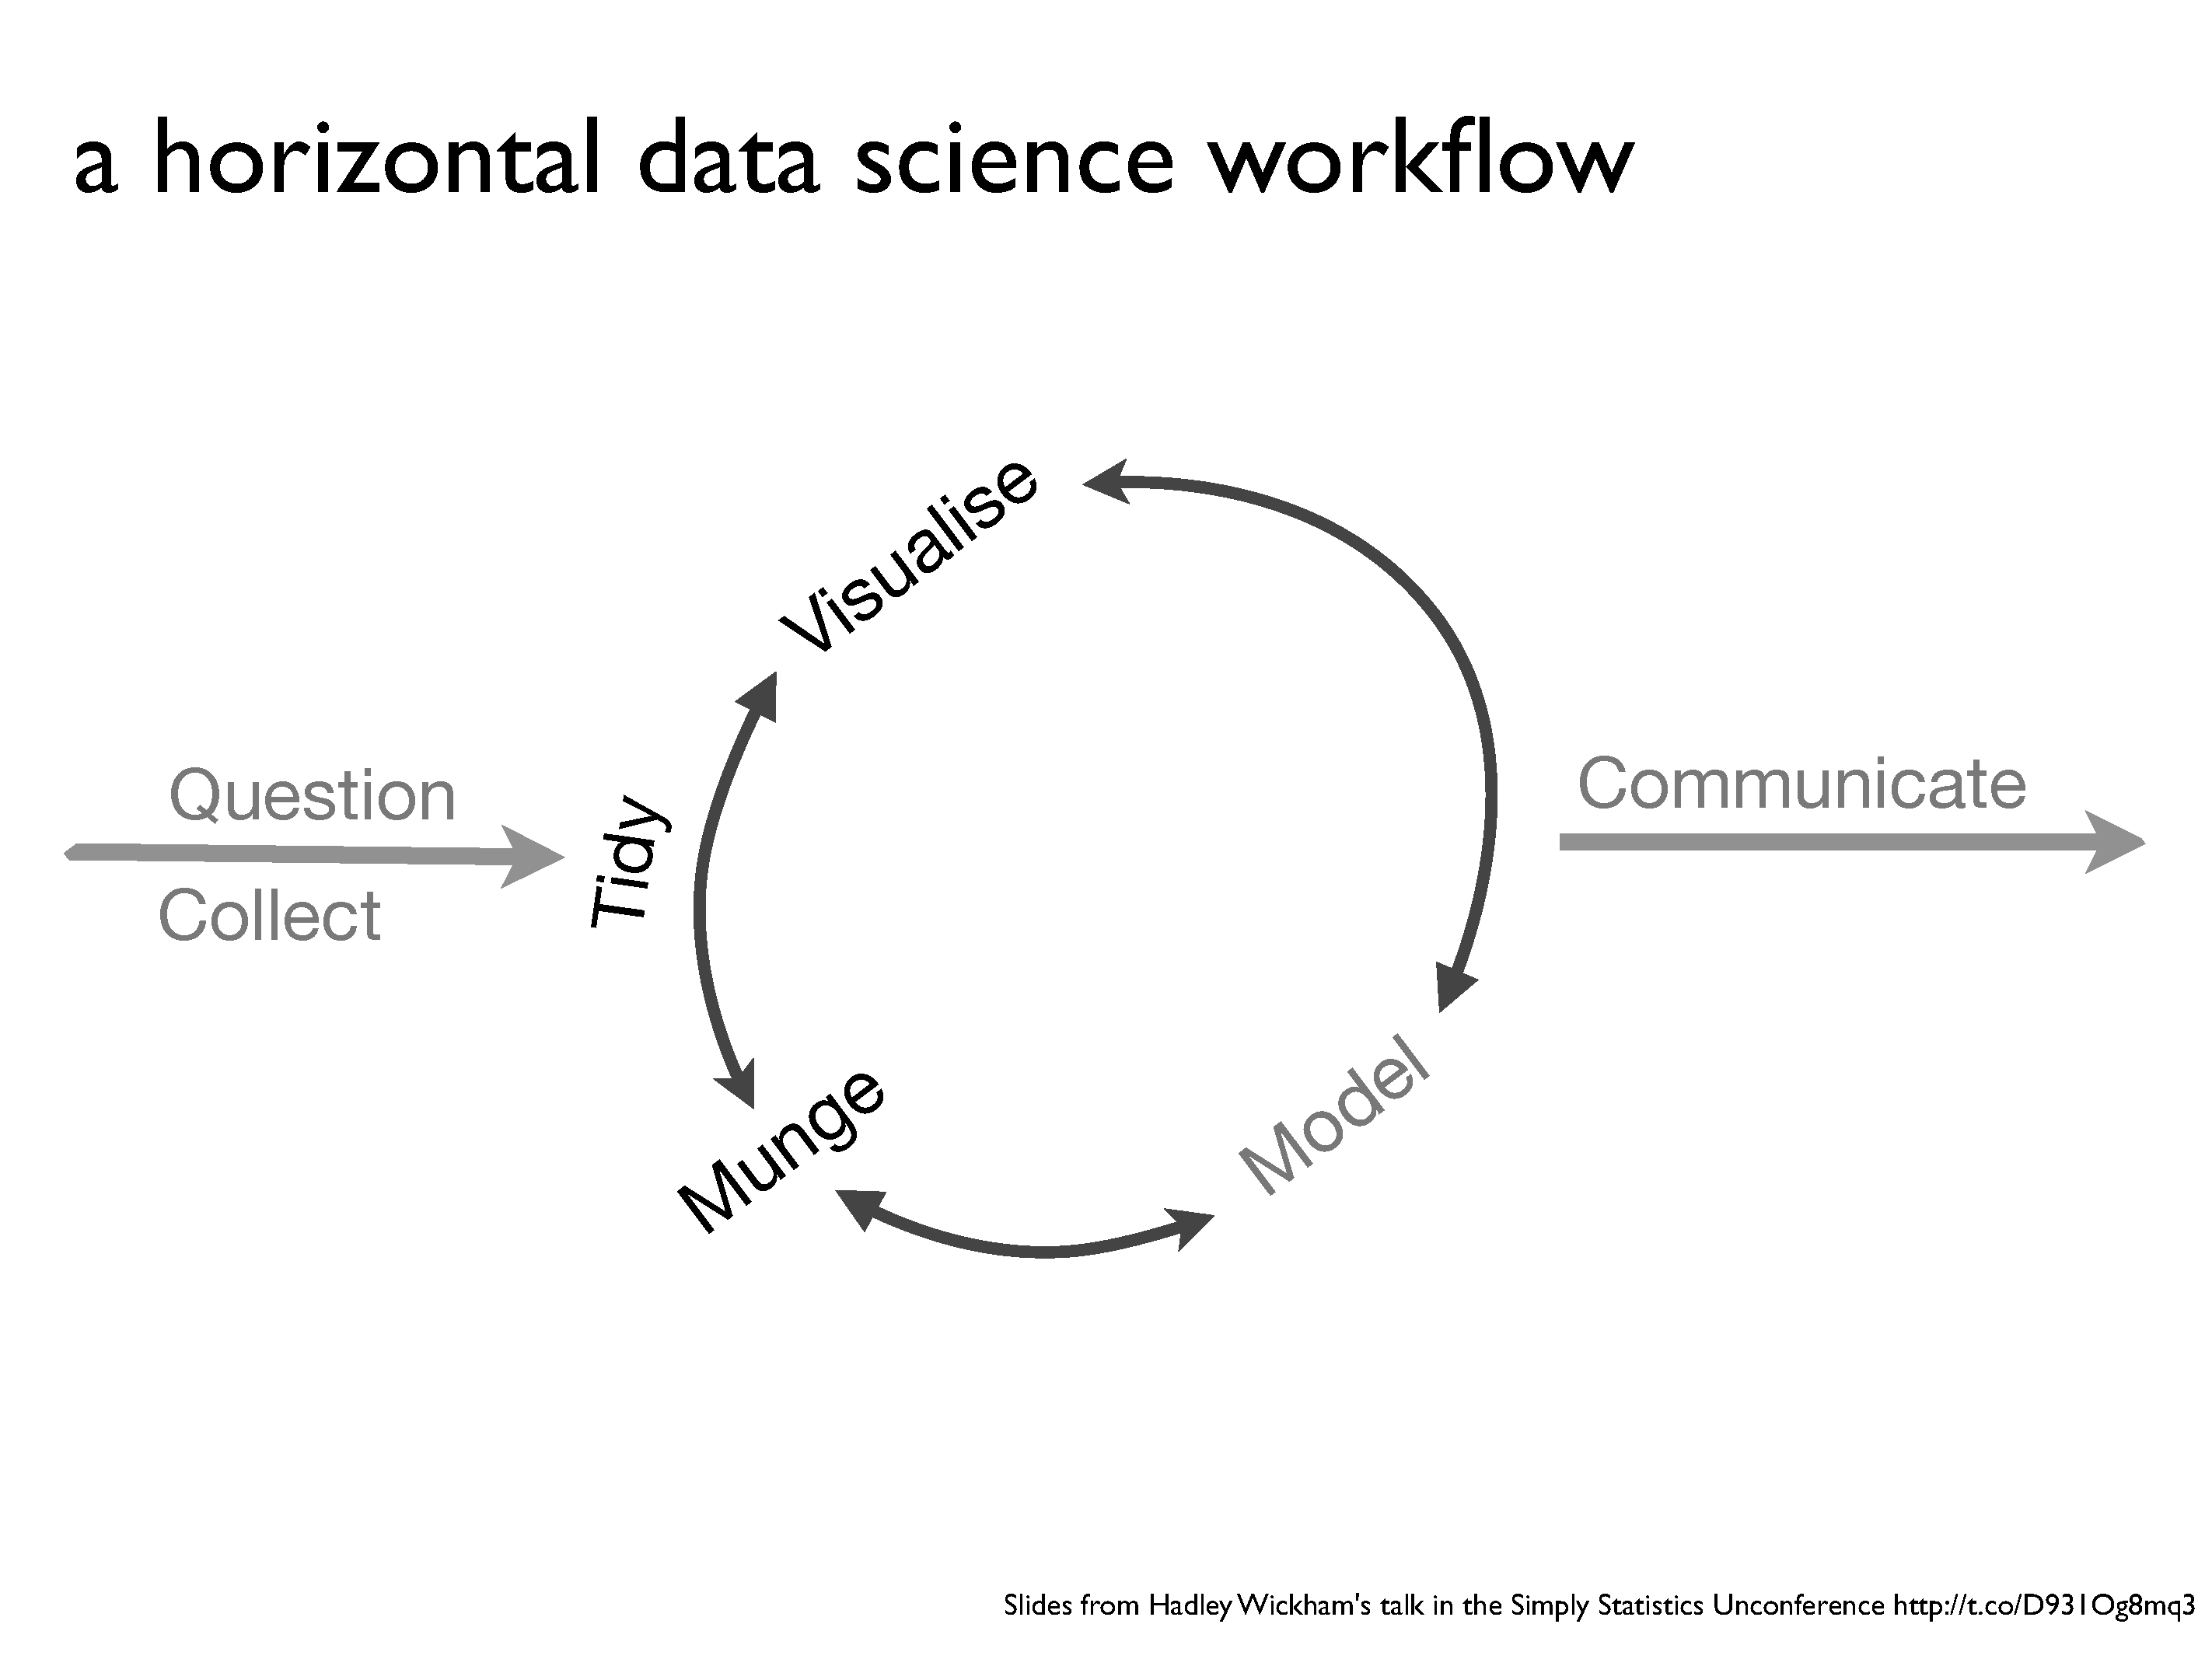 a horizontal data science workflow
Visualise
Question
Collect
Tidy
Communicate
Munge
Model
Slides from Hadley Wickham's talk in the Simply Statistics Unconference http://t.co/D931Og8mq3